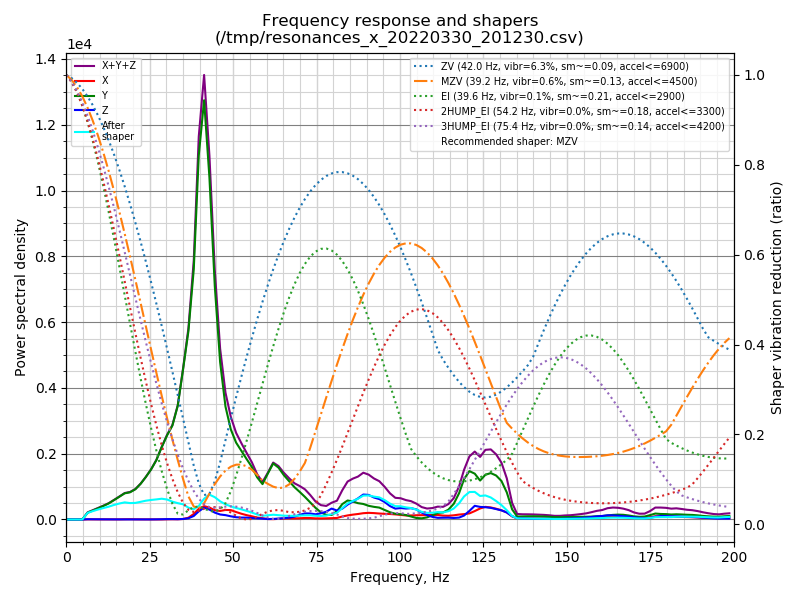 Frequency response and shapers
(/tmp/resonances_x_20220330_201230.csv)
1e4
X+Y+Z
X
Y
Z
After
shaper
ZV (42.0 Hz, vibr=6.3%, sm~=0.09, accel<=6900)
MZV (39.2 Hz, vibr=0.6%, sm~=0.13, accel<=4500)
EI (39.6 Hz, vibr=0.1%, sm~=0.21, accel<=2900)
2HUMP_EI (54.2 Hz, vibr=0.0%, sm~=0.18, accel<=3300)
3HUMP_EI (75.4 Hz, vibr=0.0%, sm~=0.14, accel<=4200)
Recommended shaper: MZV
1.4
1.2
1.0
0.8
0.6
0.4
0.2
0.0
Power spectral density
1.0
0.8
0.6
0.4
0.2
0.0
Shaper vibration reduction (ratio)
0 25 50 75 100 125 150 175 200
Frequency, Hz